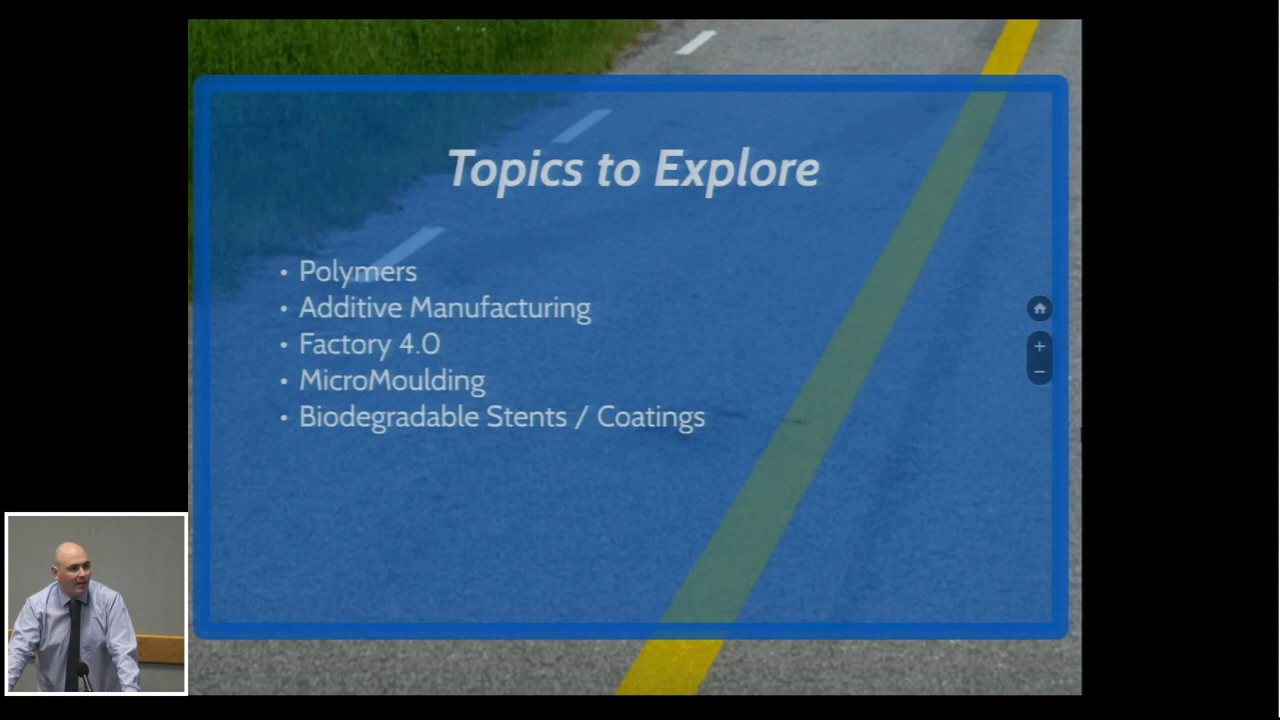 Topics to Explore
• Polymers
• Additive Manufacturing
• Factory 4.0
• MicroMoulding
• Biodegradable Stents / Coatings